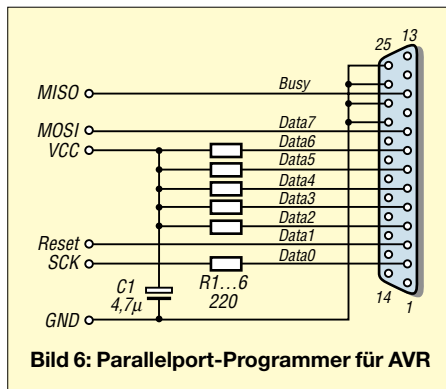 13
25
MISO
Busy
MOSI
Data7
VCC
Data6
Data5
Data4
Data3
Data2
Reset
Data1
SCK
Data0
C1
4,7µ
R1...6
220
14
1
GND
Bild 6: Parallelport-Programmer für AVR